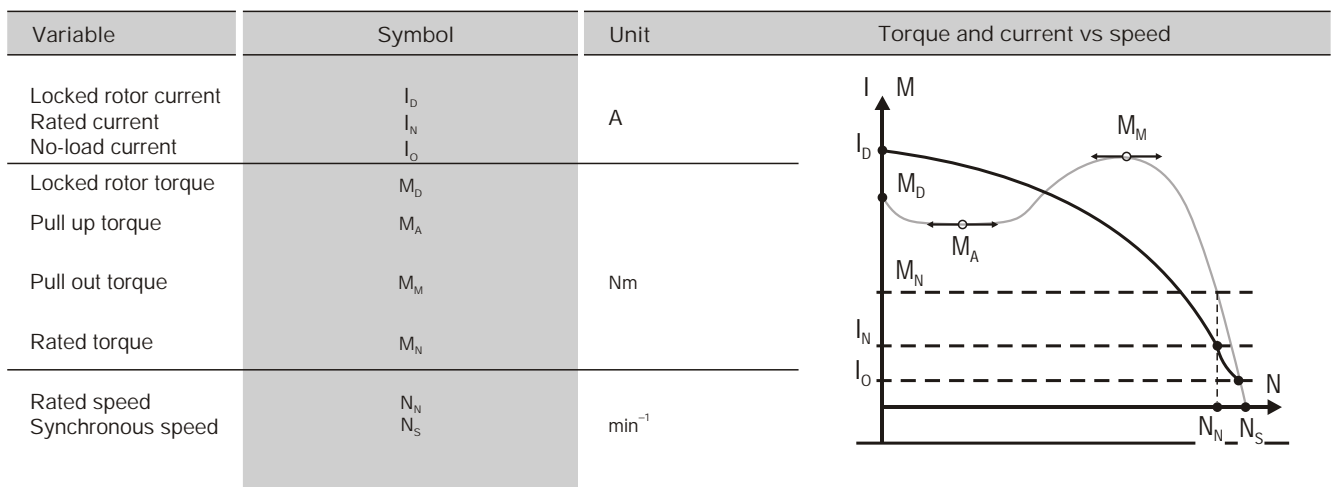 Variable Symbol Unit Torque and current vs speed
Locked rotor current I_D
Rated current I_N A
No-load current I_O
Locked rotor torque M_D
Pull up torque M_A
Pull out torque M_M Nm
Rated torque M_N
Rated speed N_N
Synchronous speed N_S min⁻¹
I M
M_M
I_D
M_D
M_A
M_N
I_N
I_O
N
N_N N_S